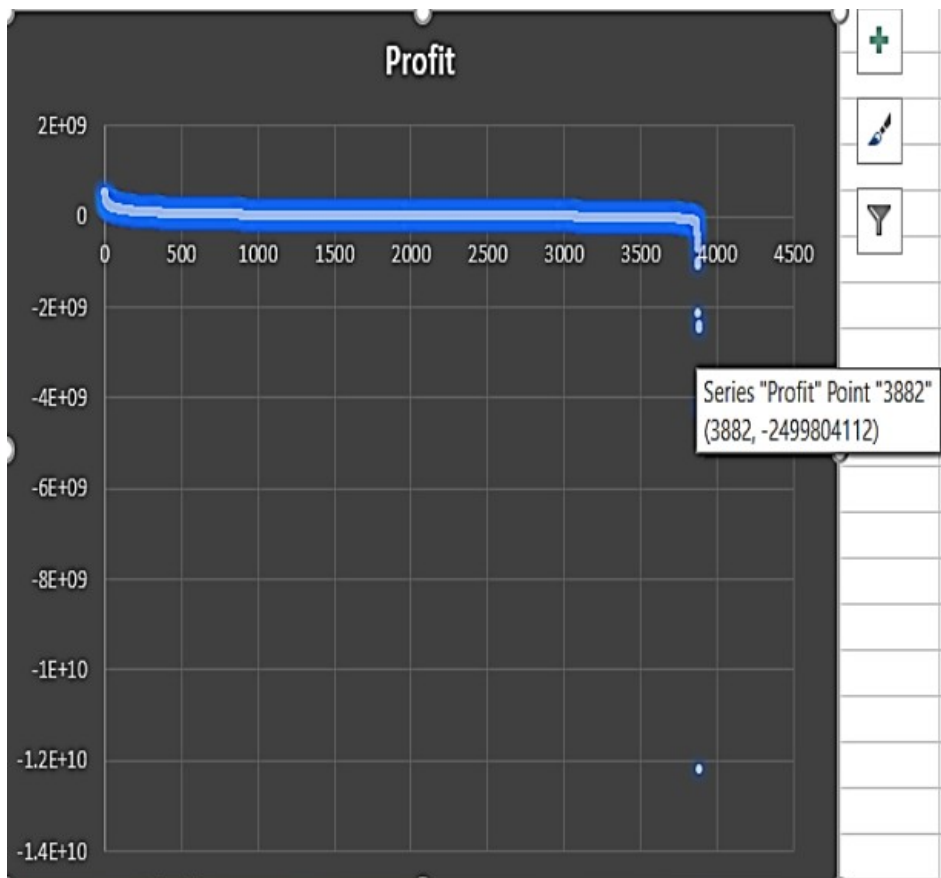 Profit
2E+09
0
0 500 1000 1500 2000 2500 3000 3500 4000 4500
-2E+09
Series "Profit" Point "3882"
(3882, -2499804112)
-4E+09
-6E+09
-8E+09
-1E+10
-1.2E+10
-1.4E+10